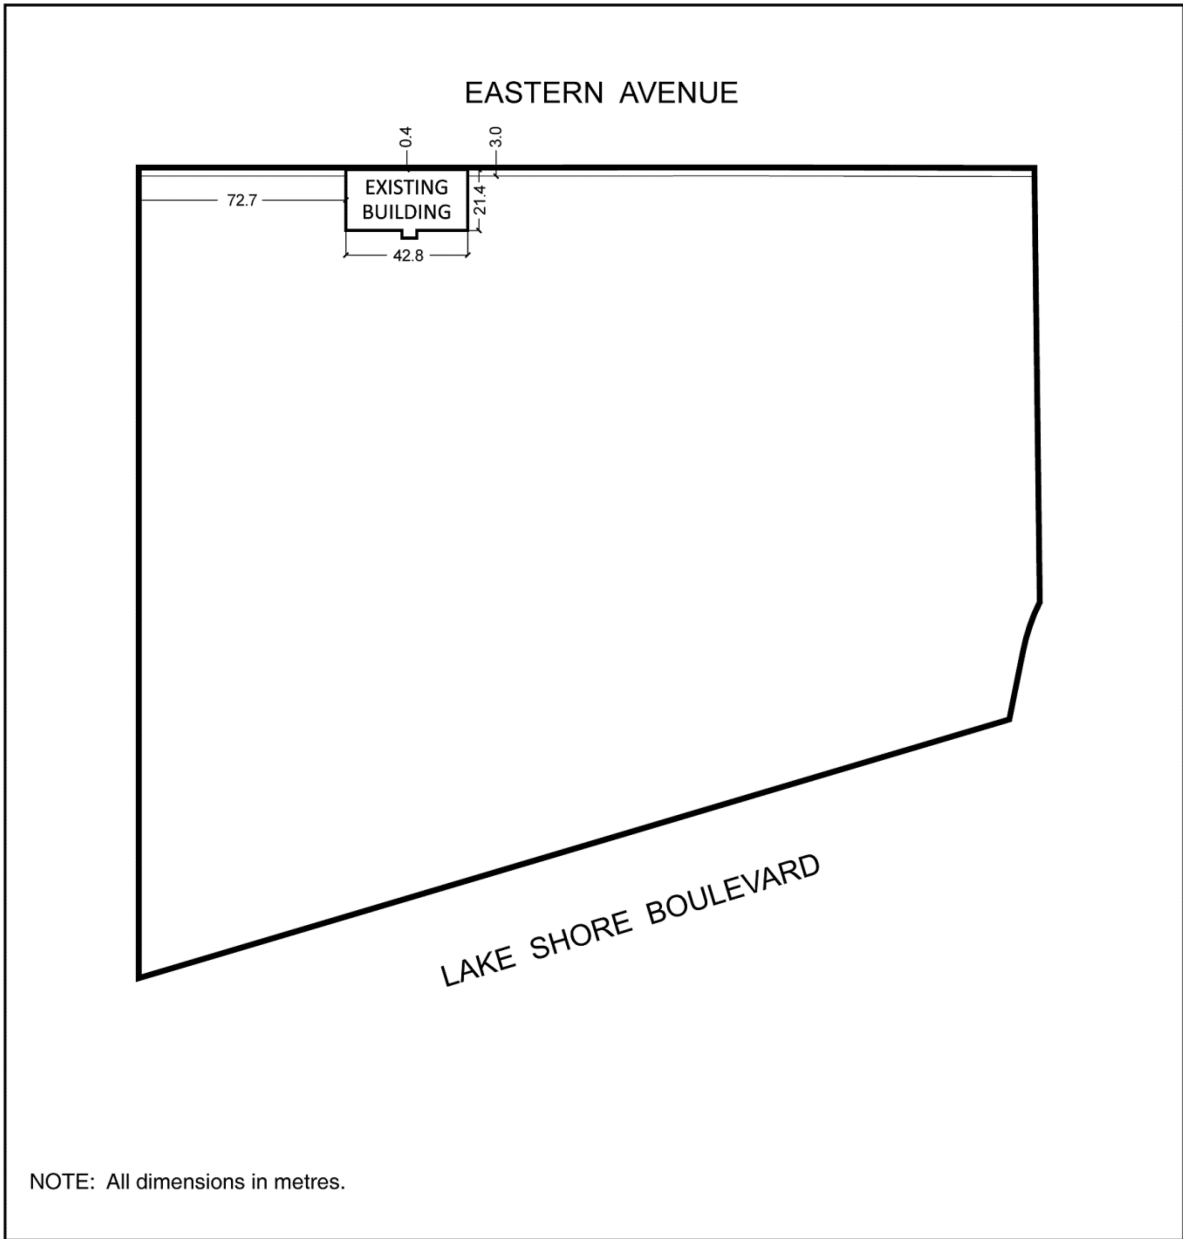 EASTERN AVENUE
0.4
3.0
EXISTING
BUILDING
72.7
21.4
42.8
LAKE SHORE BOULEVARD
NOTE: All dimensions in metres.